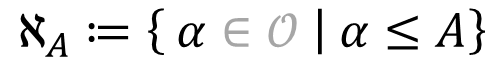 ℵ_A ≔ { α ∈ 𝒪 | α ≤ A}